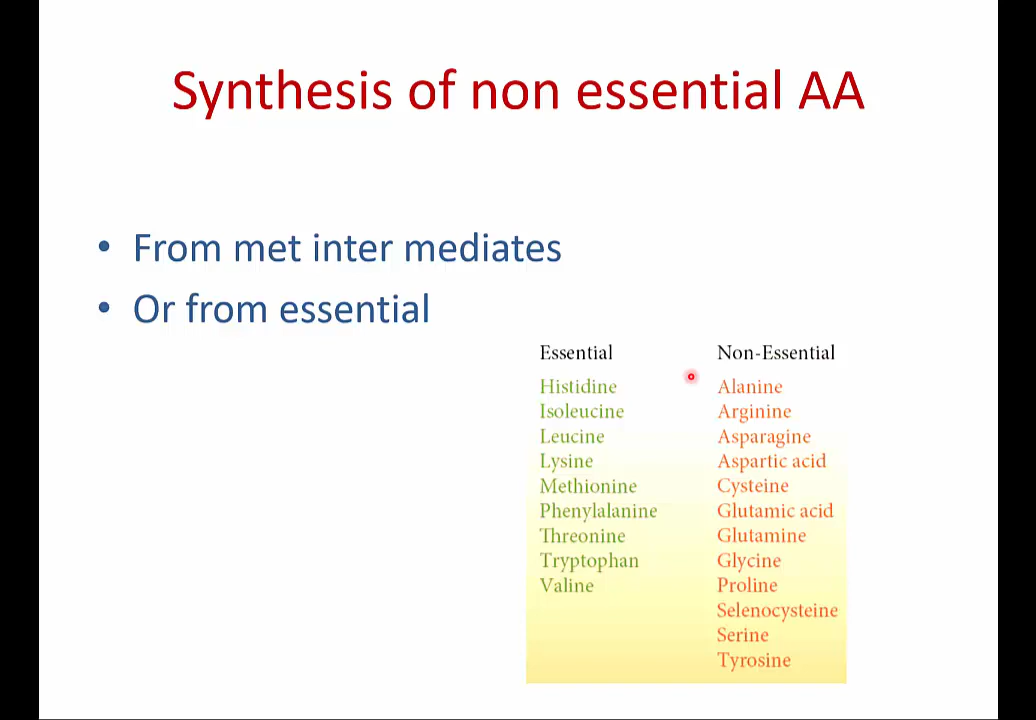 Synthesis of non essential AA
• From met inter mediates
• Or from essential
Essential Non-Essential
Histidine Alanine
Isoleucine Arginine
Leucine Asparagine
Lysine Aspartic acid
Methionine Cysteine
Phenylalanine Glutamic acid
Threonine Glutamine
Tryptophan Glycine
Valine Proline
Selenocysteine
Serine
Tyrosine